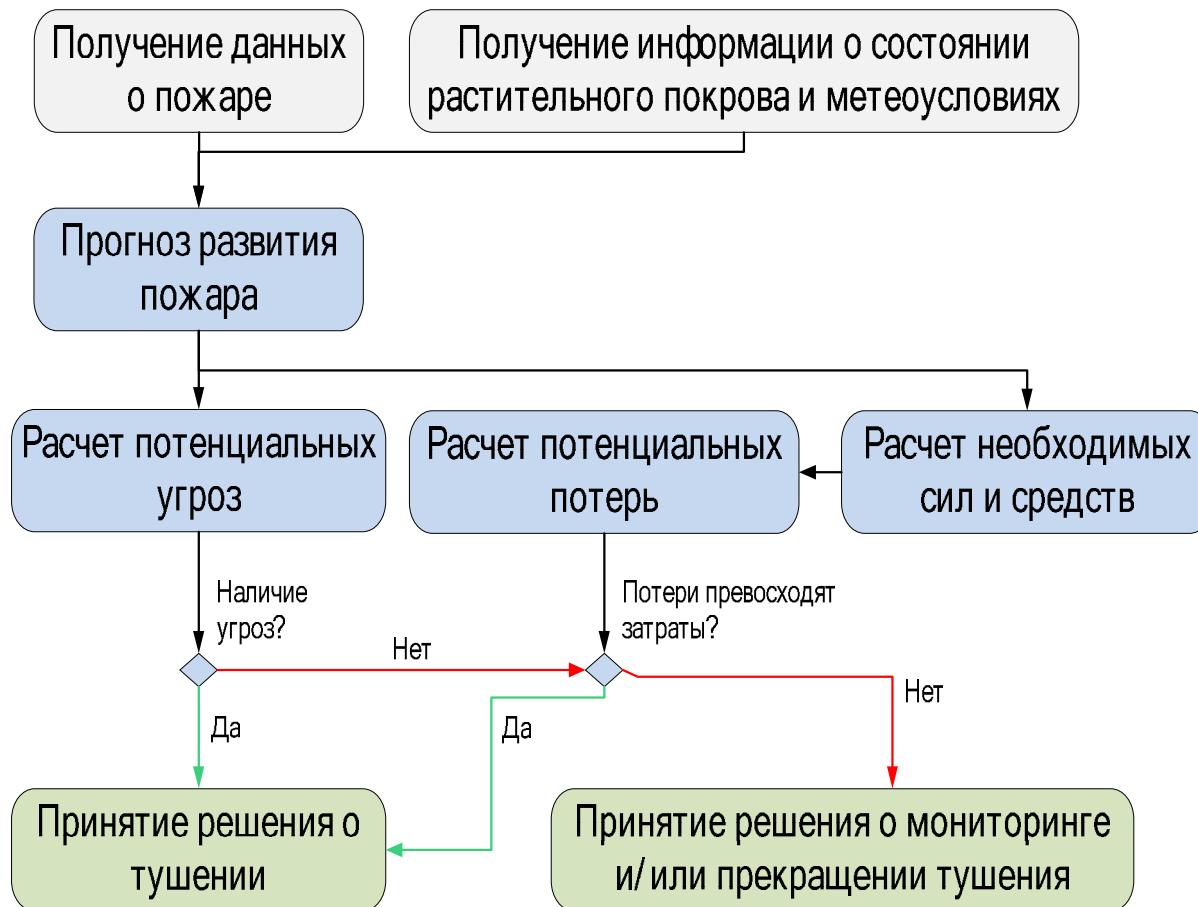 Получение данных
о пожаре
Получение информации о состоянии
растительного покрова и метеоусловиях
Прогноз развития
пожара
Расчет потенциальных
угроз
Расчет потенциальных
потерь
Расчет необходимых
сил и средств
Наличие
угроз?
Потери превосходят
затраты?
Нет
Нет
Да
Да
Принятие решения о
тушении
Принятие решения о мониторинге
и/или прекращении тушения